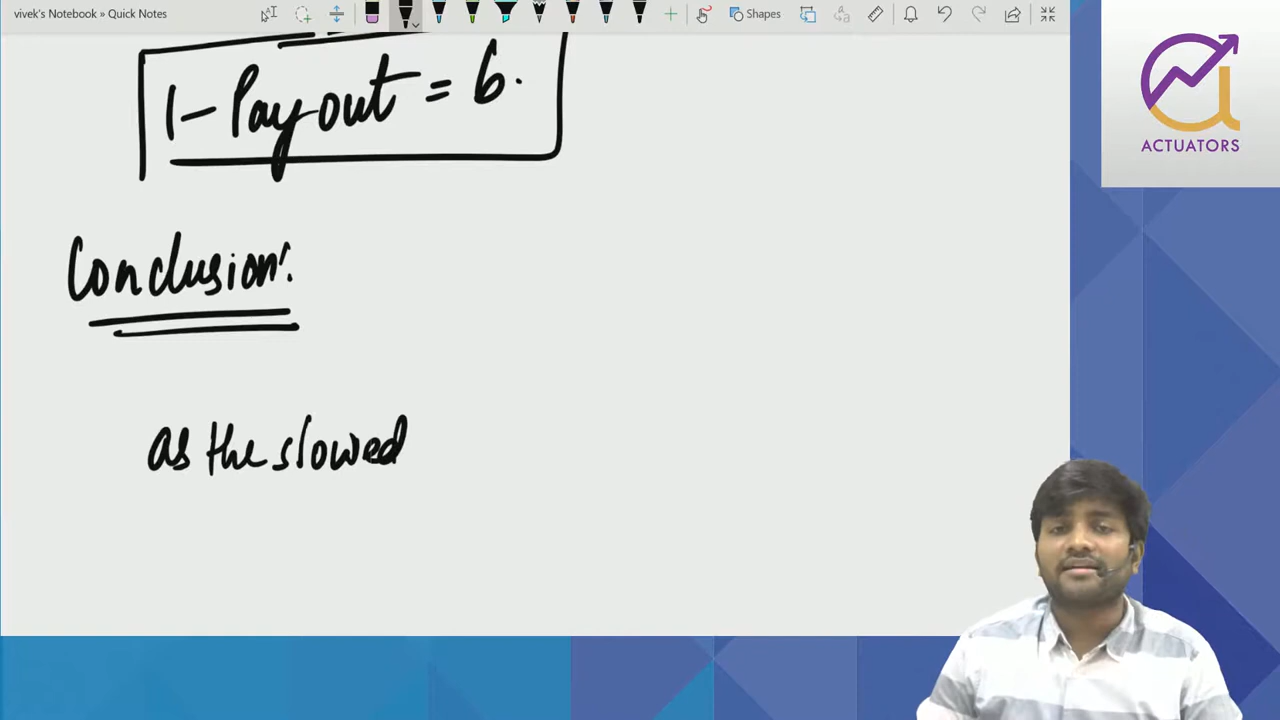 vivek's Notebook » Quick Notes
Shapes
ACTUATORS
1-Payout = b.
Conclusion:
as the slowed